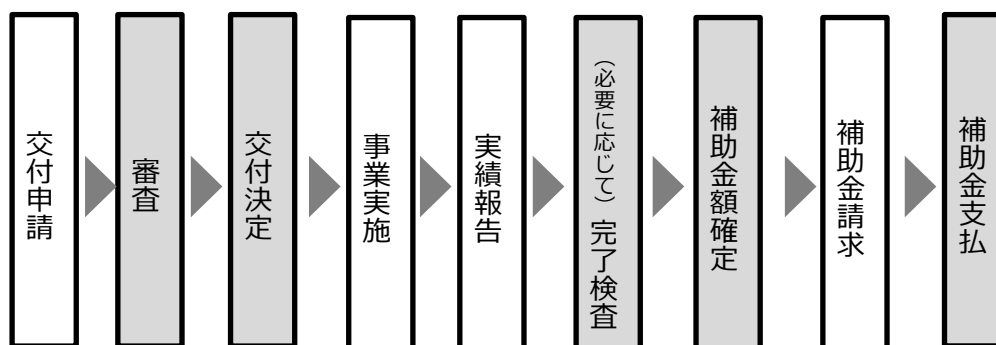 交付申請
審査
交付決定
事業実施
実績報告
（必要に応じて）完了検査
補助金額確定
補助金請求
補助金支払